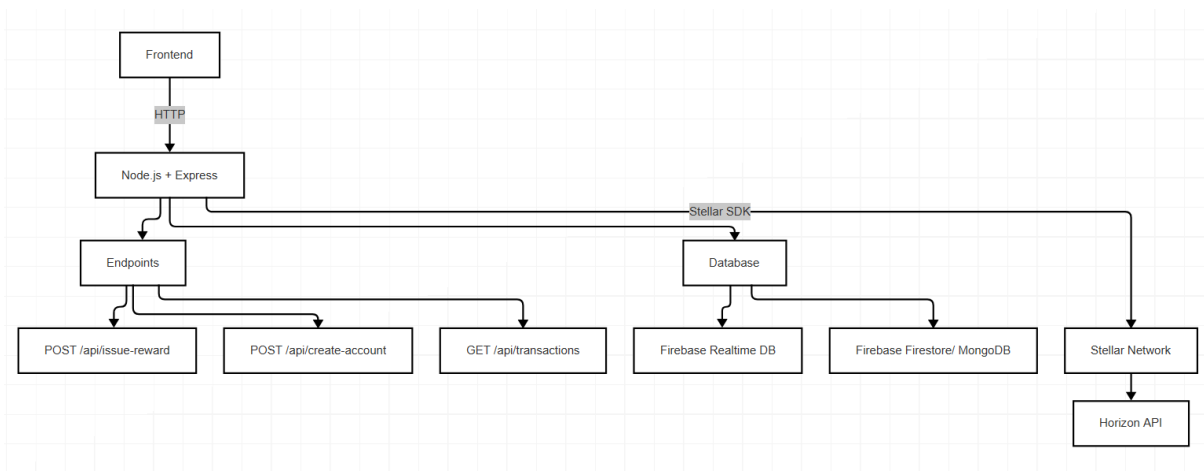 Frontend
HTTP
Node.js + Express
Stellar SDK
Endpoints
Database
POST /api/issue-reward
POST /api/create-account
GET /api/transactions
Firebase Realtime DB
Firebase Firestore/ MongoDB
Stellar Network
Horizon API